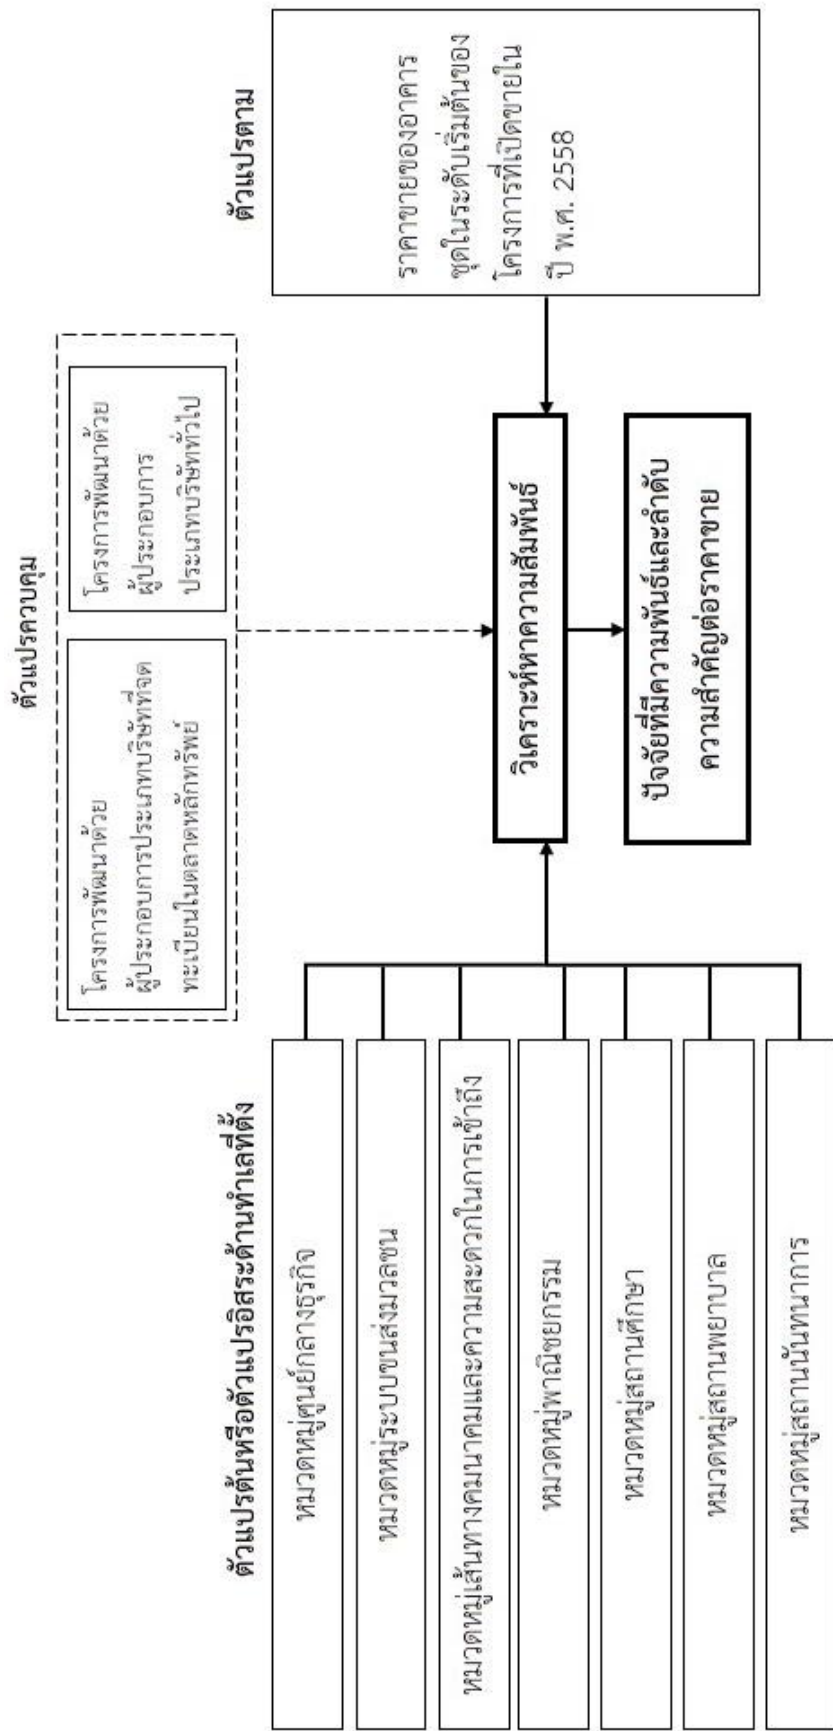 ตัวแปรควบคุม
โครงการพัฒนาด้วย
ผู้ประกอบการประเภทบริษัทที่จด
ทะเบียนในตลาดหลักทรัพย์
โครงการพัฒนาด้วย
ผู้ประกอบการ
ประเภทบริษัททั่วไป
ตัวแปรต้นหรือตัวแปรอิสระด้านทำเลที่ตั้ง
หมวดหมู่ศูนย์กลางธุรกิจ
หมวดหมู่ระบบขนส่งมวลชน
หมวดหมู่เส้นทางคมนาคมและความสะดวกในการเข้าถึง
หมวดหมู่พาณิชยกรรม
หมวดหมู่สถานศึกษา
หมวดหมู่สถานพยาบาล
หมวดหมู่สถานนันทนาการ
วิเคราะห์หาความสัมพันธ์
ปัจจัยที่มีความพันธ์และลำดับ
ความสำคัญต่อราคาขาย
ตัวแปรตาม
ราคาขายของอาคาร
ชุดในระดับเริ่มต้นของ
โครงการที่เปิดขายใน
ปี พ.ศ. 2558